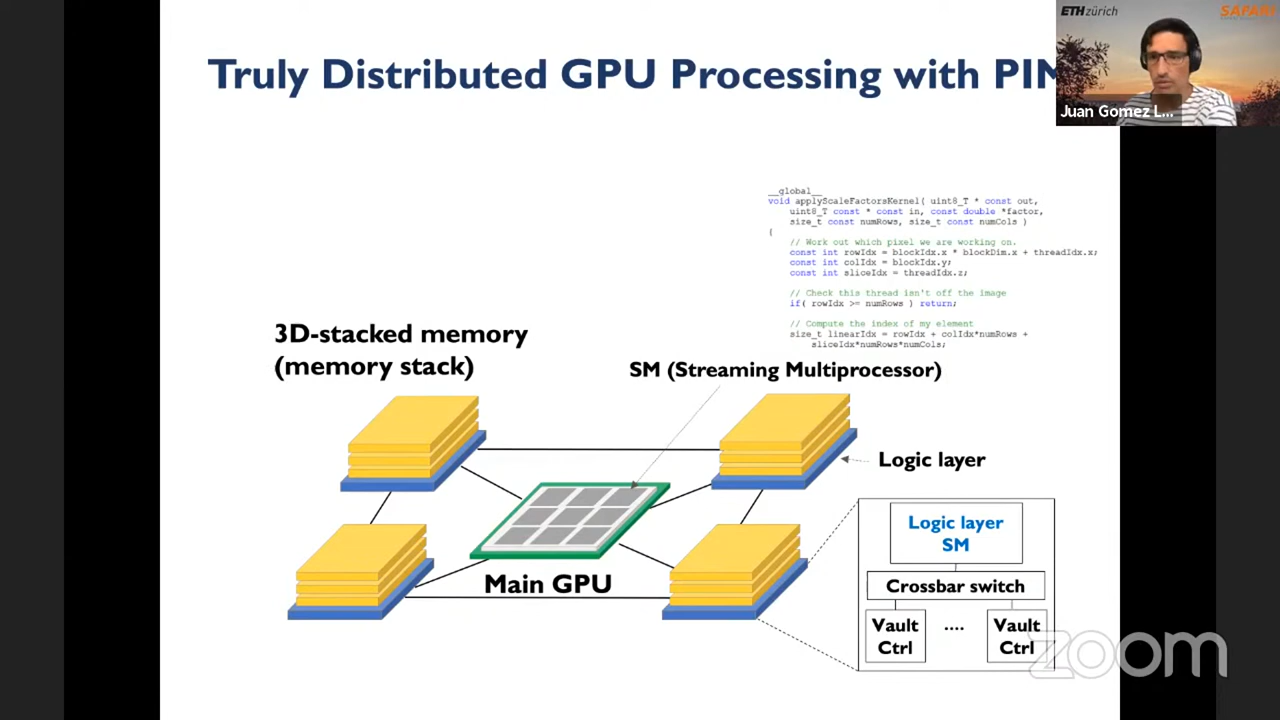 ETH zürich
SAFARI
Juan Gomez L...
Truly Distributed GPU Processing with PIM
__global__
void applyScaleFactorsKernel( uint8_T * const out,
uint8_T const * const in, const double *factor,
size_t const numRows, size_t const numCols )
{
// Work out which pixel we are working on.
const int rowIdx = blockIdx.x * blockDim.x + threadIdx.x;
const int colIdx = blockIdx.y;
const int sliceIdx = threadIdx.z;
// Check this thread isn't off the image
if( rowIdx >= numRows ) return;
// Compute the index of my element
size_t linearIdx = rowIdx + colIdx*numRows +
sliceIdx*numRows*numCols;
3D-stacked memory
(memory stack)
SM (Streaming Multiprocessor)
Logic layer
Main GPU
Logic layer
SM
Crossbar switch
Vault
Ctrl
....
Vault
Ctrl
zoom